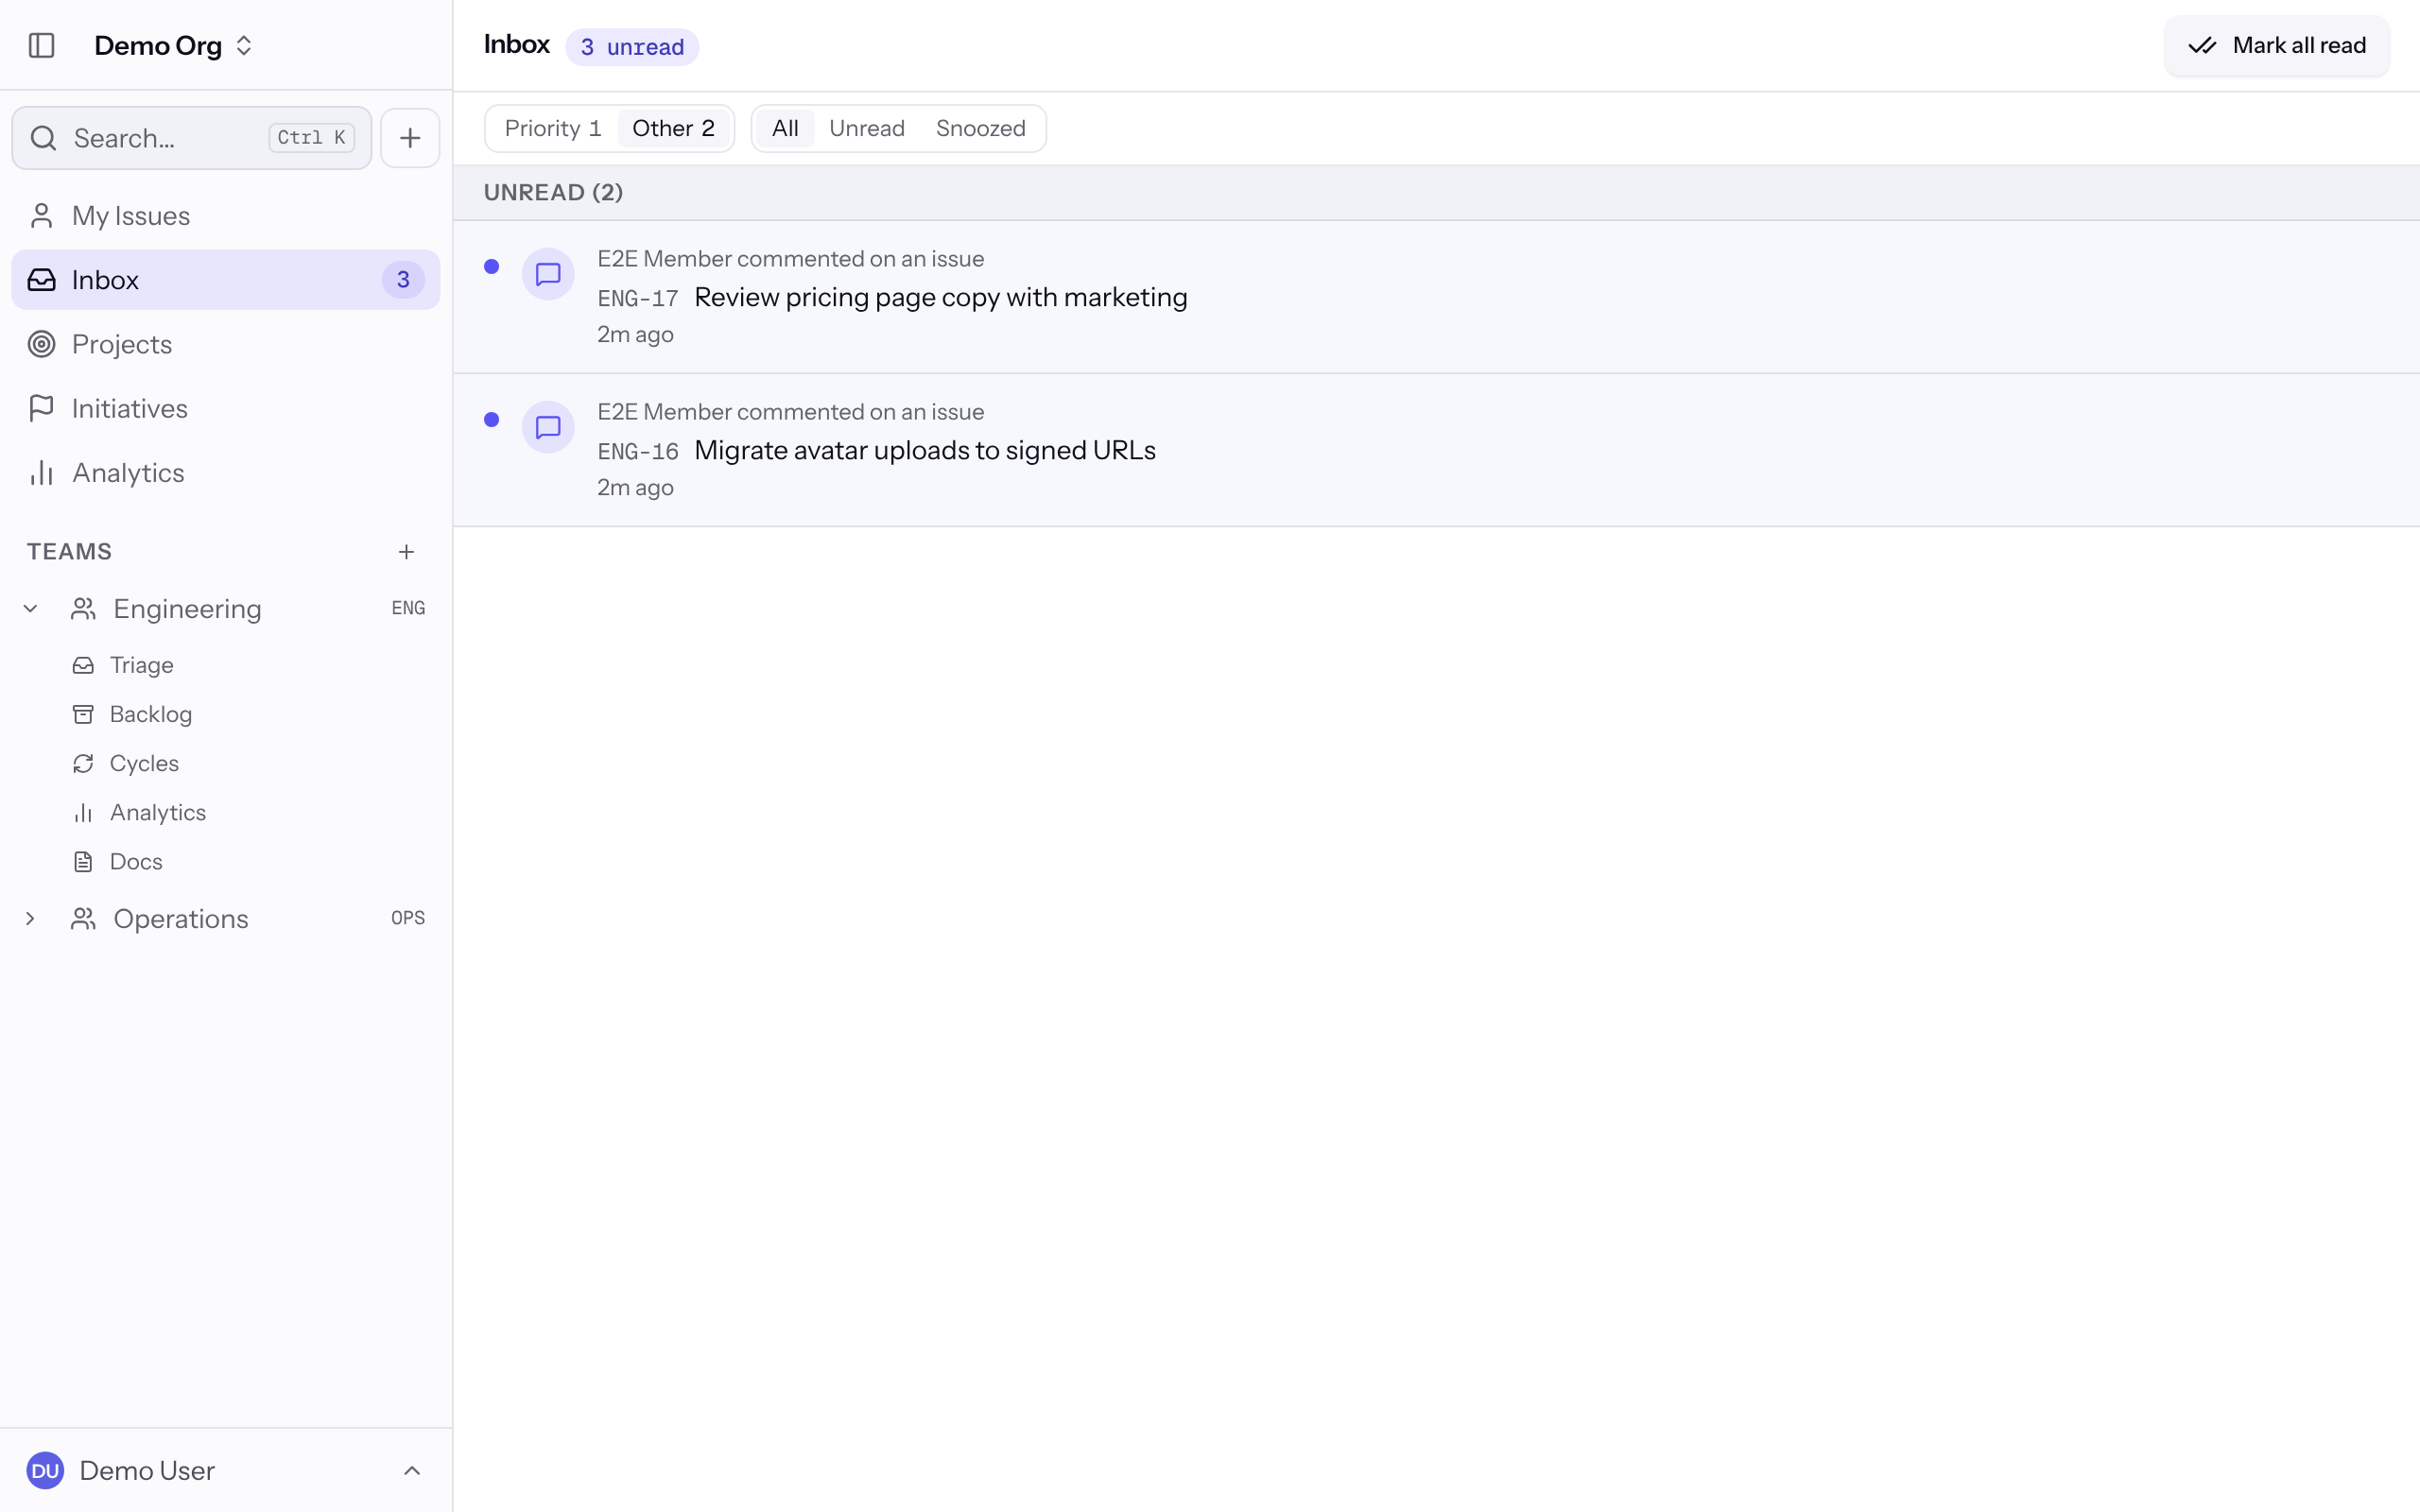 Demo Org
Search...
Ctrl K
My Issues
Inbox
3
Projects
Initiatives
Analytics
TEAMS
Engineering
ENG
Triage
Backlog
Cycles
Analytics
Docs
Operations
OPS
DU
Demo User
Inbox
3 unread
Mark all read
Priority 1
Other 2
All
Unread
Snoozed
UNREAD (2)
E2E Member commented on an issue
ENG-17 Review pricing page copy with marketing
2m ago
E2E Member commented on an issue
ENG-16 Migrate avatar uploads to signed URLs
2m ago